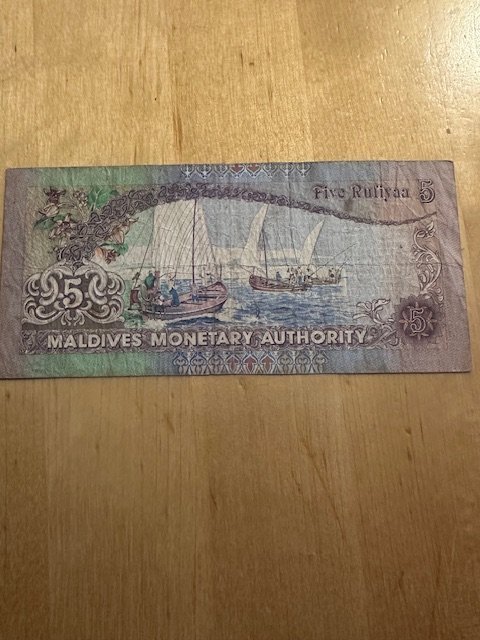 Five Rufiyaa 5
5
5
MALDIVES MONETARY AUTHORITY